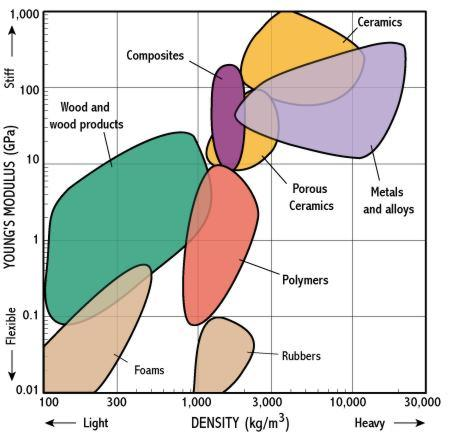 1,000
Ceramics
Composites
Stiff
100
Wood and
wood products
YOUNG'S MODULUS (GPa)
10
Porous
Ceramics
Metals
and alloys
1
Polymers
Flexible
0.1
Foams
Rubbers
0.01
100
300
1,000
3,000
10,000
30,000
Light
DENSITY (kg/m³)
Heavy